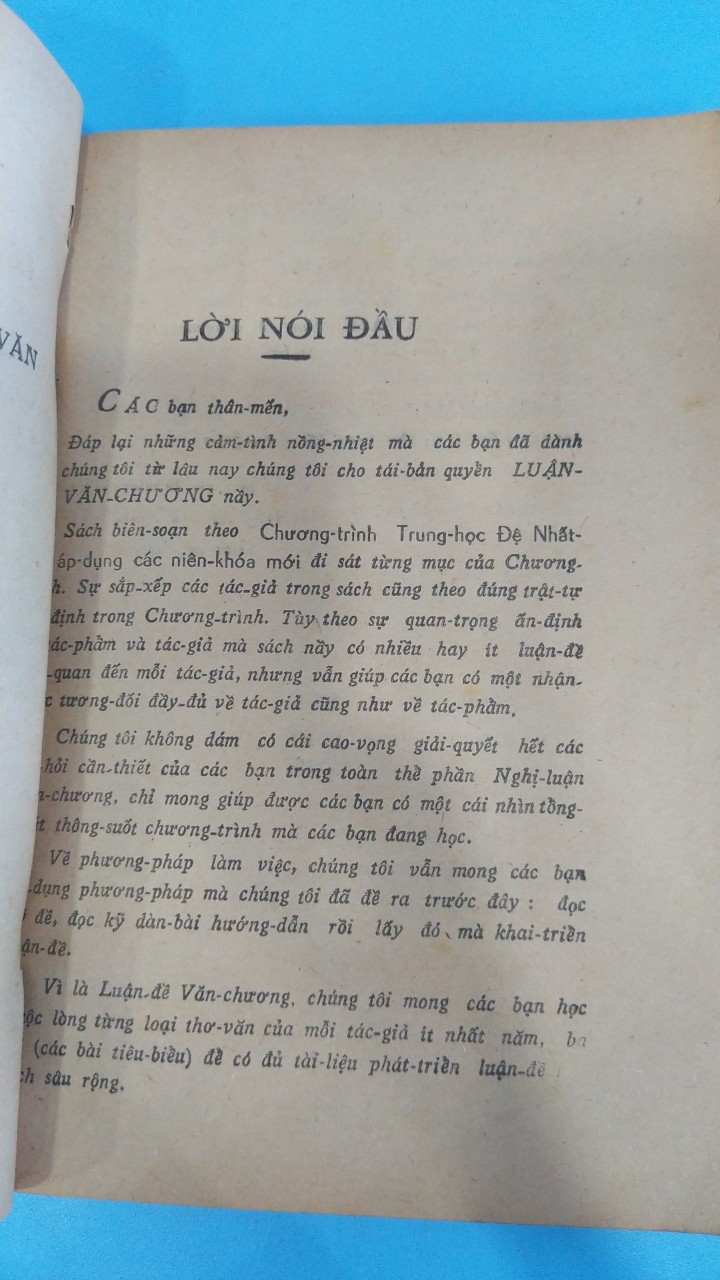 VĂN
LỜI NÓI ĐẦU
CÁC bạn thân-mến,
Đáp lại những cảm-tình nồng-nhiệt mà các bạn đã dành
chúng tôi từ lâu nay chúng tôi cho tái-bản quyền LUẬN-
VĂN-CHƯƠNG nầy.
Sách biên-soạn theo Chương-trình Trung-học Đệ Nhất-
áp-dụng các niên-khóa mới đi sát từng mục của Chương-
h. Sự sắp-xếp các tác-giả trong sách cũng theo đúng trật-tự
định trong Chương-trình. Tùy theo sự quan-trọng ấn-định
ác-phẩm và tác-giả mà sách nầy có nhiều hay ít luận-đề
-quan đến mỗi tác-giả, nhưng vẫn giúp các bạn có một nhận-
c tương-đối đầy-đủ về tác-giả cũng như về tác-phẩm.
Chúng tôi không dám có cái cao-vọng giải-quyết hết các
-hỏi cần-thiết của các bạn trong toàn thể phần Nghị-luận
n-chương, chỉ mong giúp được các bạn có một cái nhìn tổng-
át thông-suốt chương-trình mà các bạn đang học.
Về phương-pháp làm việc, chúng tôi vẫn mong các bạn
-dụng phương-pháp mà chúng tôi đã đề ra trước đây : đọc
đề, đọc kỹ dàn-bài hướng-dẫn rồi lấy đó mà khai-triển
ận-đề.
Vì là Luận-đề Văn-chương, chúng tôi mong các bạn học
ộc lòng từng loại thơ-văn của mỗi tác-giả ít nhất năm, ba
(các bài tiêu-biểu) để có đủ tài-liệu phát-triển luận-đề
ch sâu rộng.